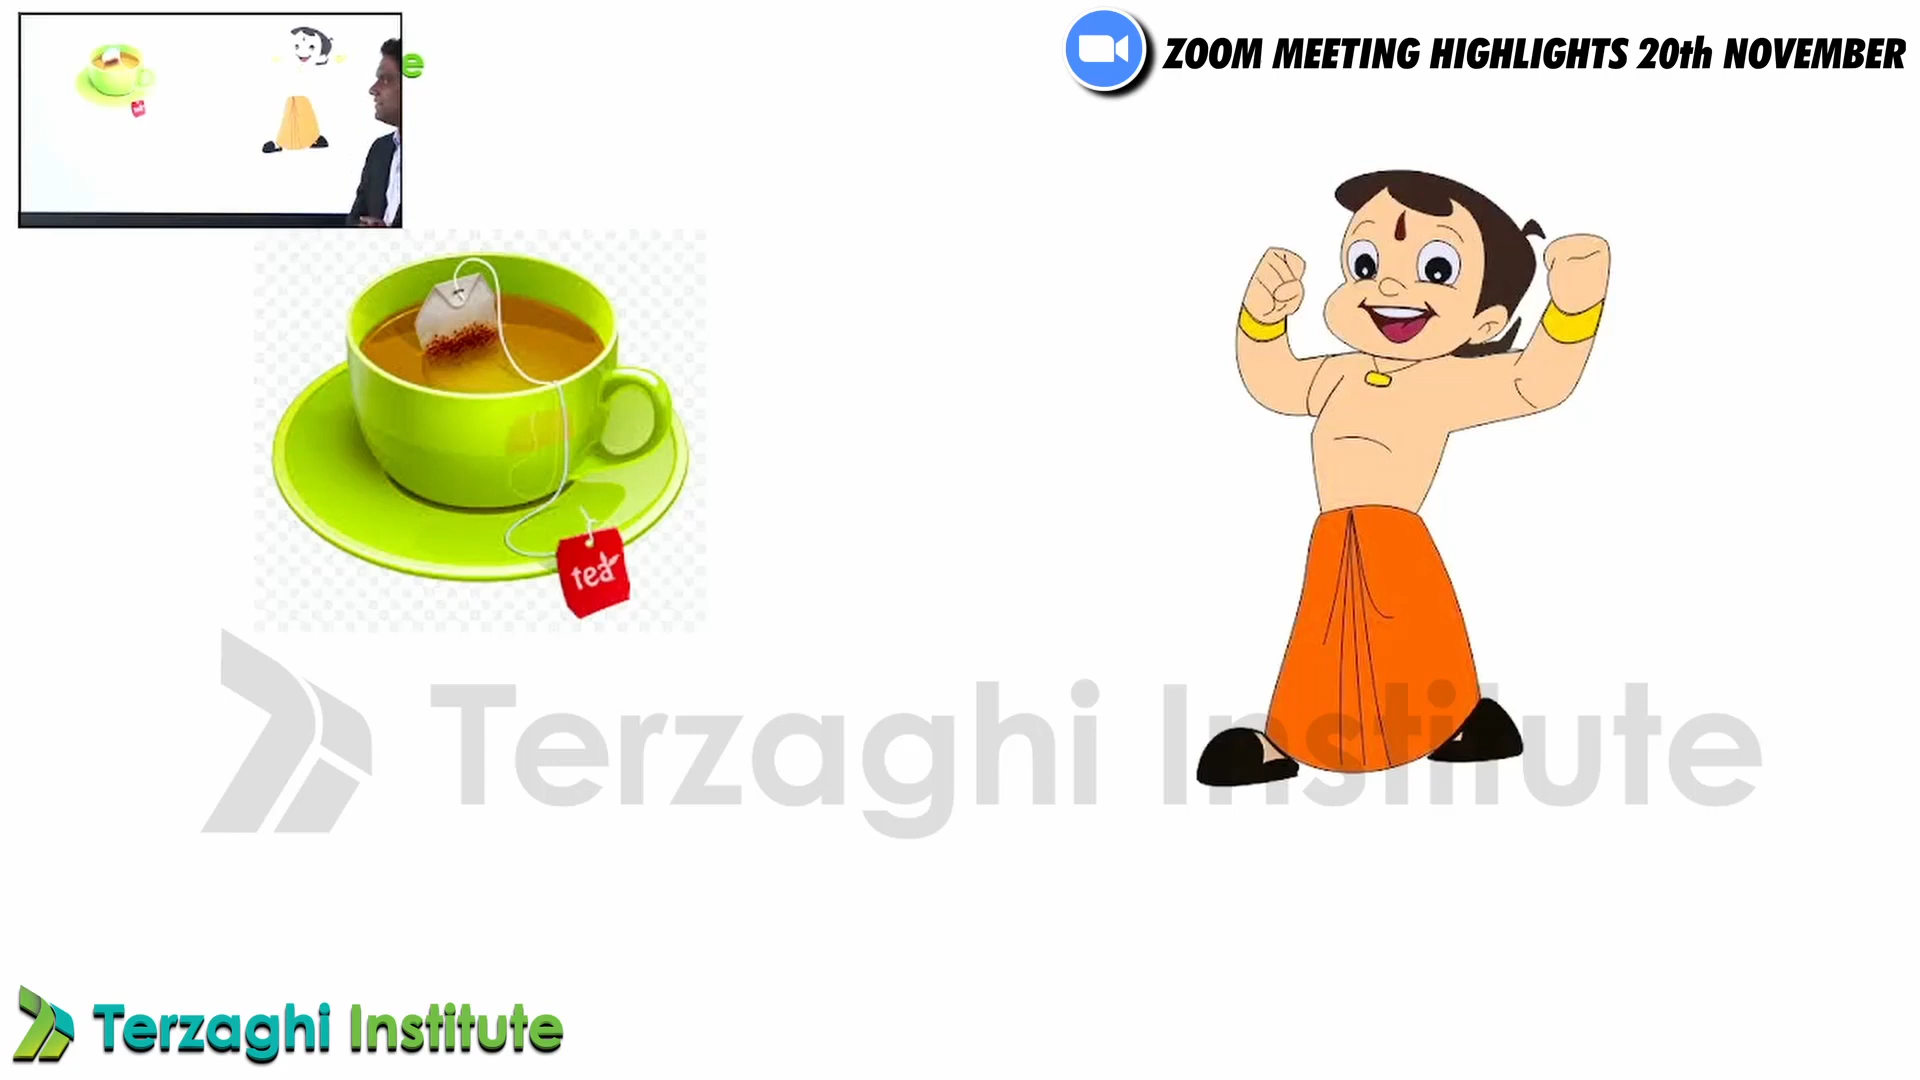 ZOOM MEETING HIGHLIGHTS 20th NOVEMBER
e
tea
Terzaghi Institute
Terzaghi Institute